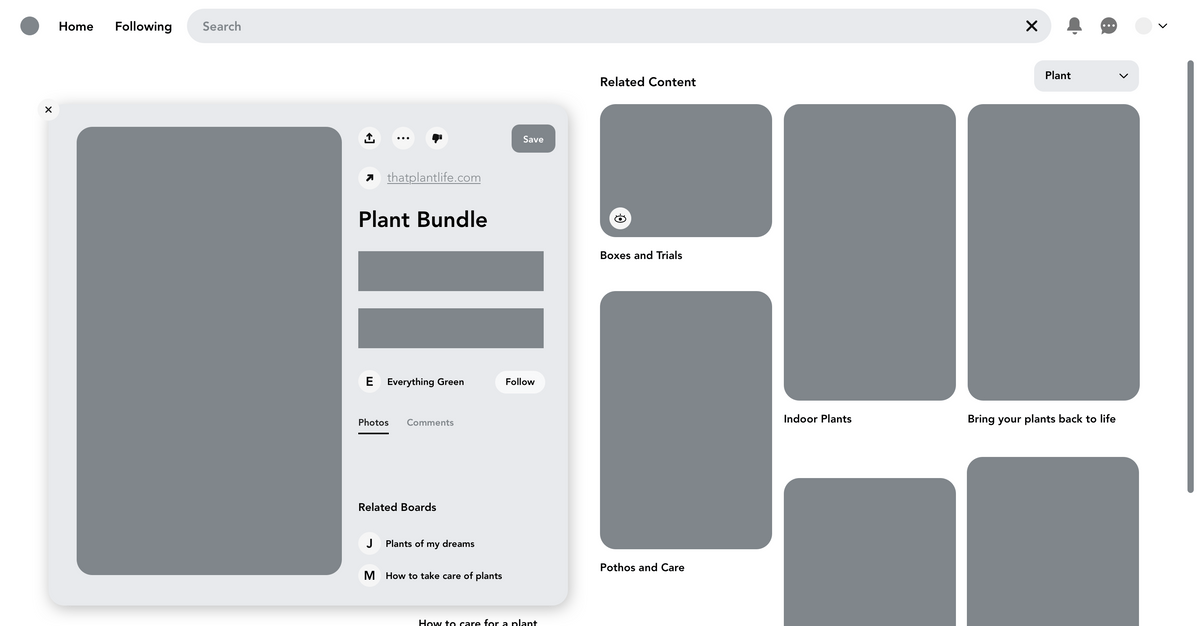 Home
Following
Search
Related Content
Plant
Save
thatplantlife.com
Plant Bundle
E
Everything Green
Follow
Photos
Comments
Related Boards
J
Plants of my dreams
M
How to take care of plants
How to care for a plant
Boxes and Trials
Pothos and Care
Indoor Plants
Bring your plants back to life